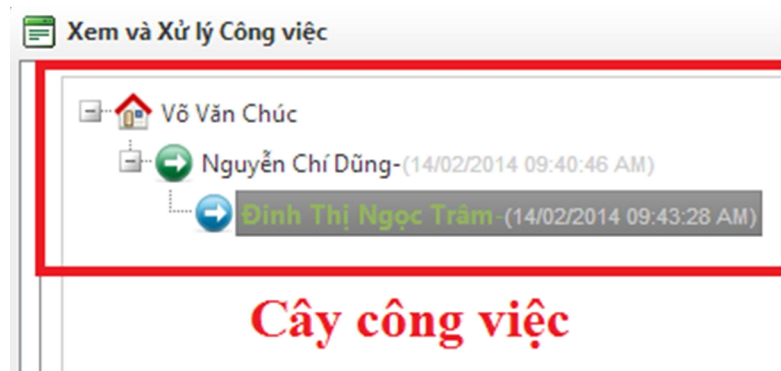 Xem và Xử lý Công việc
Võ Văn Chúc
Nguyễn Chí Dũng-(14/02/2014 09:40:46 AM)
Đinh Thị Ngọc Trâm-(14/02/2014 09:43:28 AM)
Cây công việc